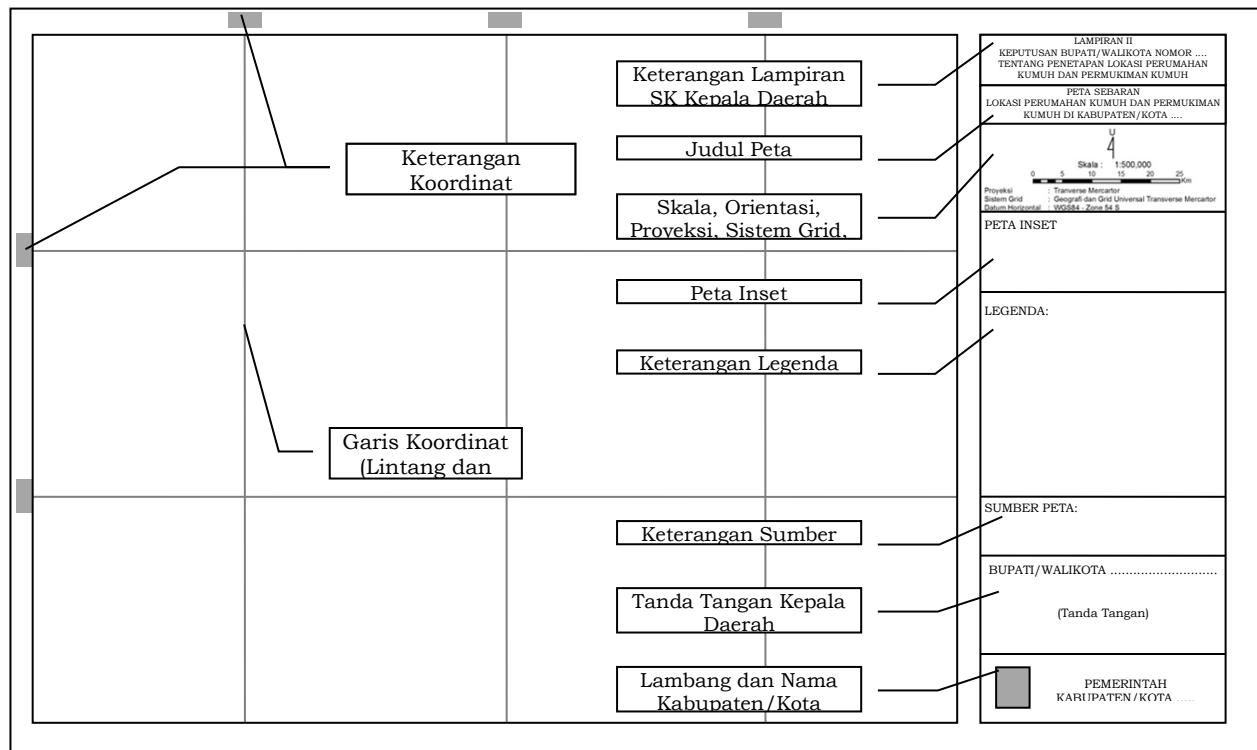 Keterangan Lampiran
SK Kepala Daerah
Judul Peta
Keterangan
Koordinat
Skala, Orientasi,
Proyeksi, Sistem Grid,
Peta Inset
Keterangan Legenda
Garis Koordinat
(Lintang dan
Keterangan Sumber
Tanda Tangan Kepala
Daerah
Lambang dan Nama
Kabupaten/Kota
LAMPIRAN II
KEPUTUSAN BUPATI/WALIKOTA NOMOR ....
TENTANG PENETAPAN LOKASI PERUMAHAN
KUMUH DAN PERMUKIMAN KUMUH
PETA SEBARAN
LOKASI PERUMAHAN KUMUH DAN PERMUKIMAN
KUMUH DI KABUPATEN/KOTA ....
U
Skala : 1:500,000
0 5 10 15 20 25
Km
Proyeksi : Tranverse Mercartor
Sistem Grid : Geografi dan Grid Universal Transverse Mercartor
Datum Horizontal : WGS84 - Zone 54 S
PETA INSET
LEGENDA:
SUMBER PETA:
BUPATI/WALIKOTA ............................
(Tanda Tangan)
PEMERINTAH
KABUPATEN/KOTA .....